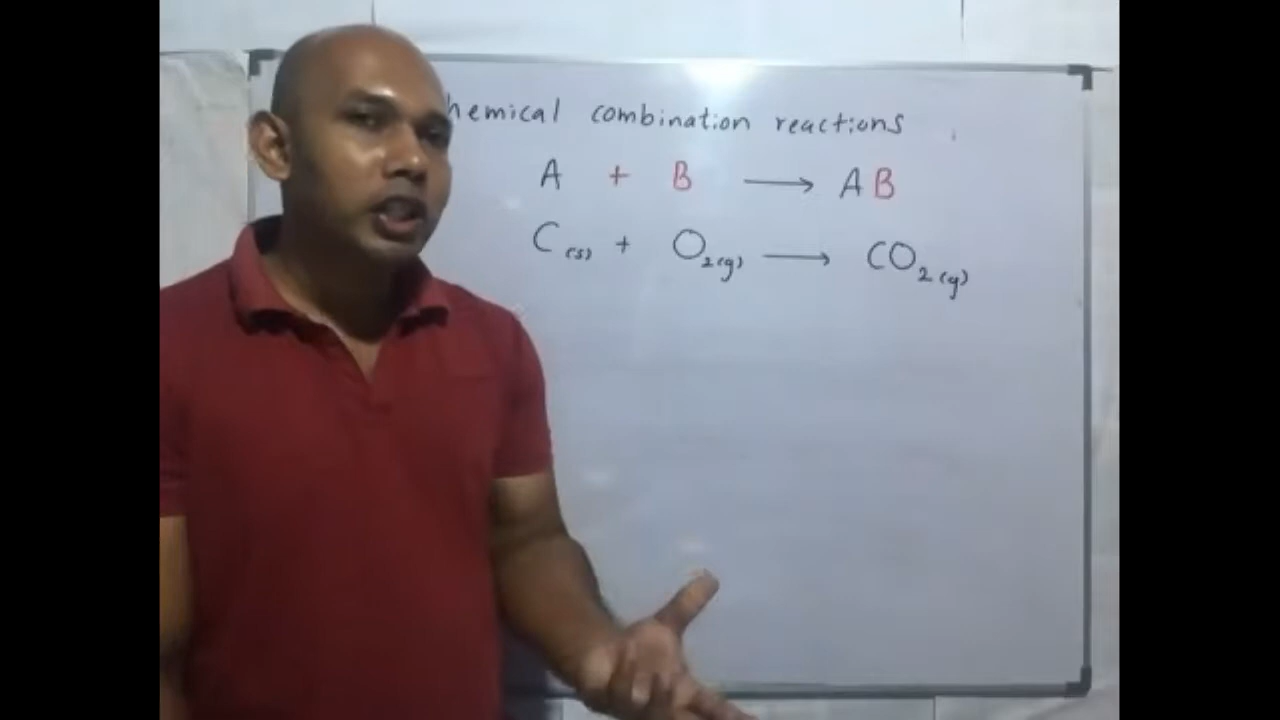 hemical combination reactions
A + B ⟶ AB
C(s) + O₂(g) ⟶ CO₂(g)